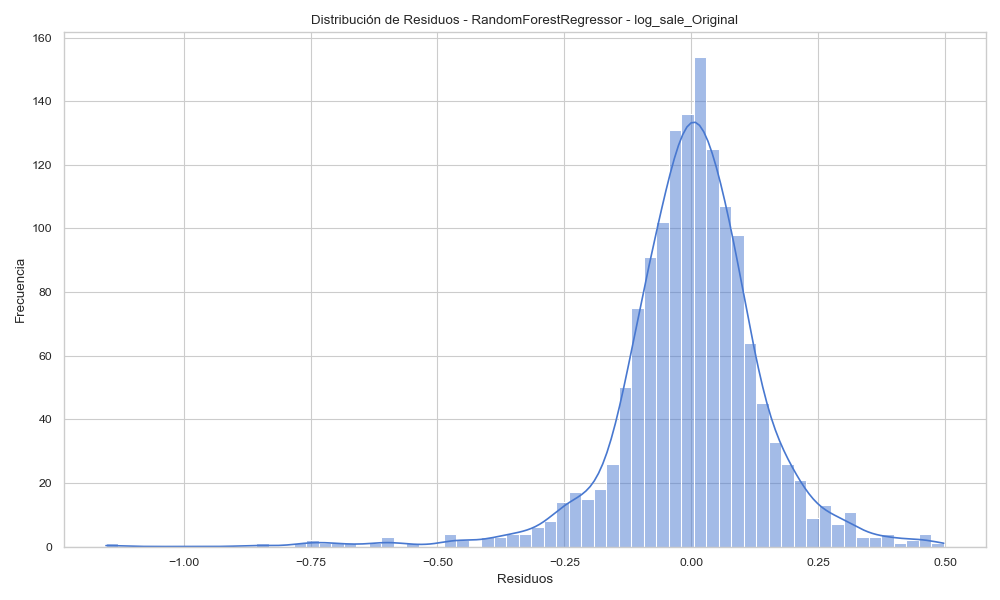 Distribución de Residuos - RandomForestRegressor - log_sale_Original
160
140
120
100
80
60
40
20
0
Frecuencia
−1.00 −0.75 −0.50 −0.25 0.00 0.25 0.50
Residuos